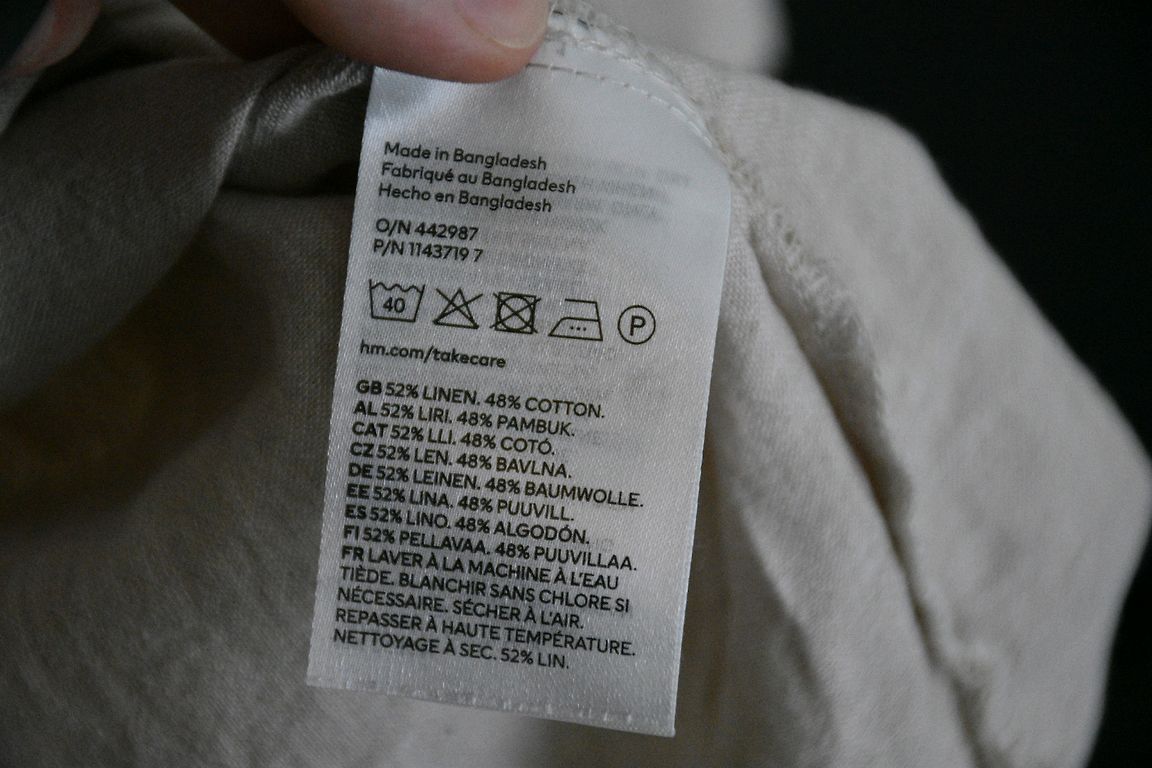 Made in Bangladesh
Fabriqué au Bangladesh
Hecho en Bangladesh
O/N 442987
P/N 1143719 7
40
P
hm.com/takecare
GB 52% LINEN. 48% COTTON.
AL 52% LIRI. 48% PAMBUK.
CAT 52% LLI. 48% COTÓ.
CZ 52% LEN. 48% BAVLNA.
DE 52% LEINEN. 48% BAUMWOLLE.
EE 52% LINA. 48% PUUVILL.
ES 52% LINO. 48% ALGODÓN.
FI 52% PELLAVAA. 48% PUUVILLAA.
FR LAVER À LA MACHINE À L'EAU
TIÈDE. BLANCHIR SANS CHLORE SI
NÉCESSAIRE. SÉCHER À L'AIR.
REPASSER À HAUTE TEMPÉRATURE.
NETTOYAGE À SEC. 52% LIN.